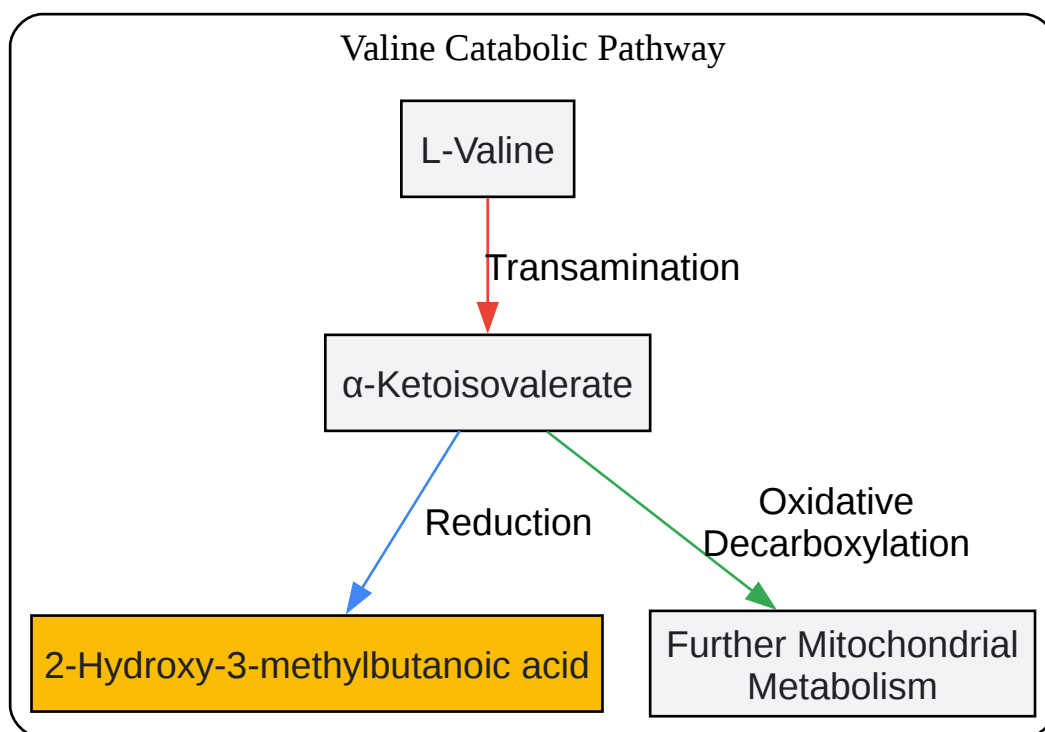 Valine Catabolic Pathway
L-Valine
Transamination
α-Ketoisovalerate
Reduction
Oxidative
Decarboxylation
2-Hydroxy-3-methylbutanoic acid
Further Mitochondrial
Metabolism